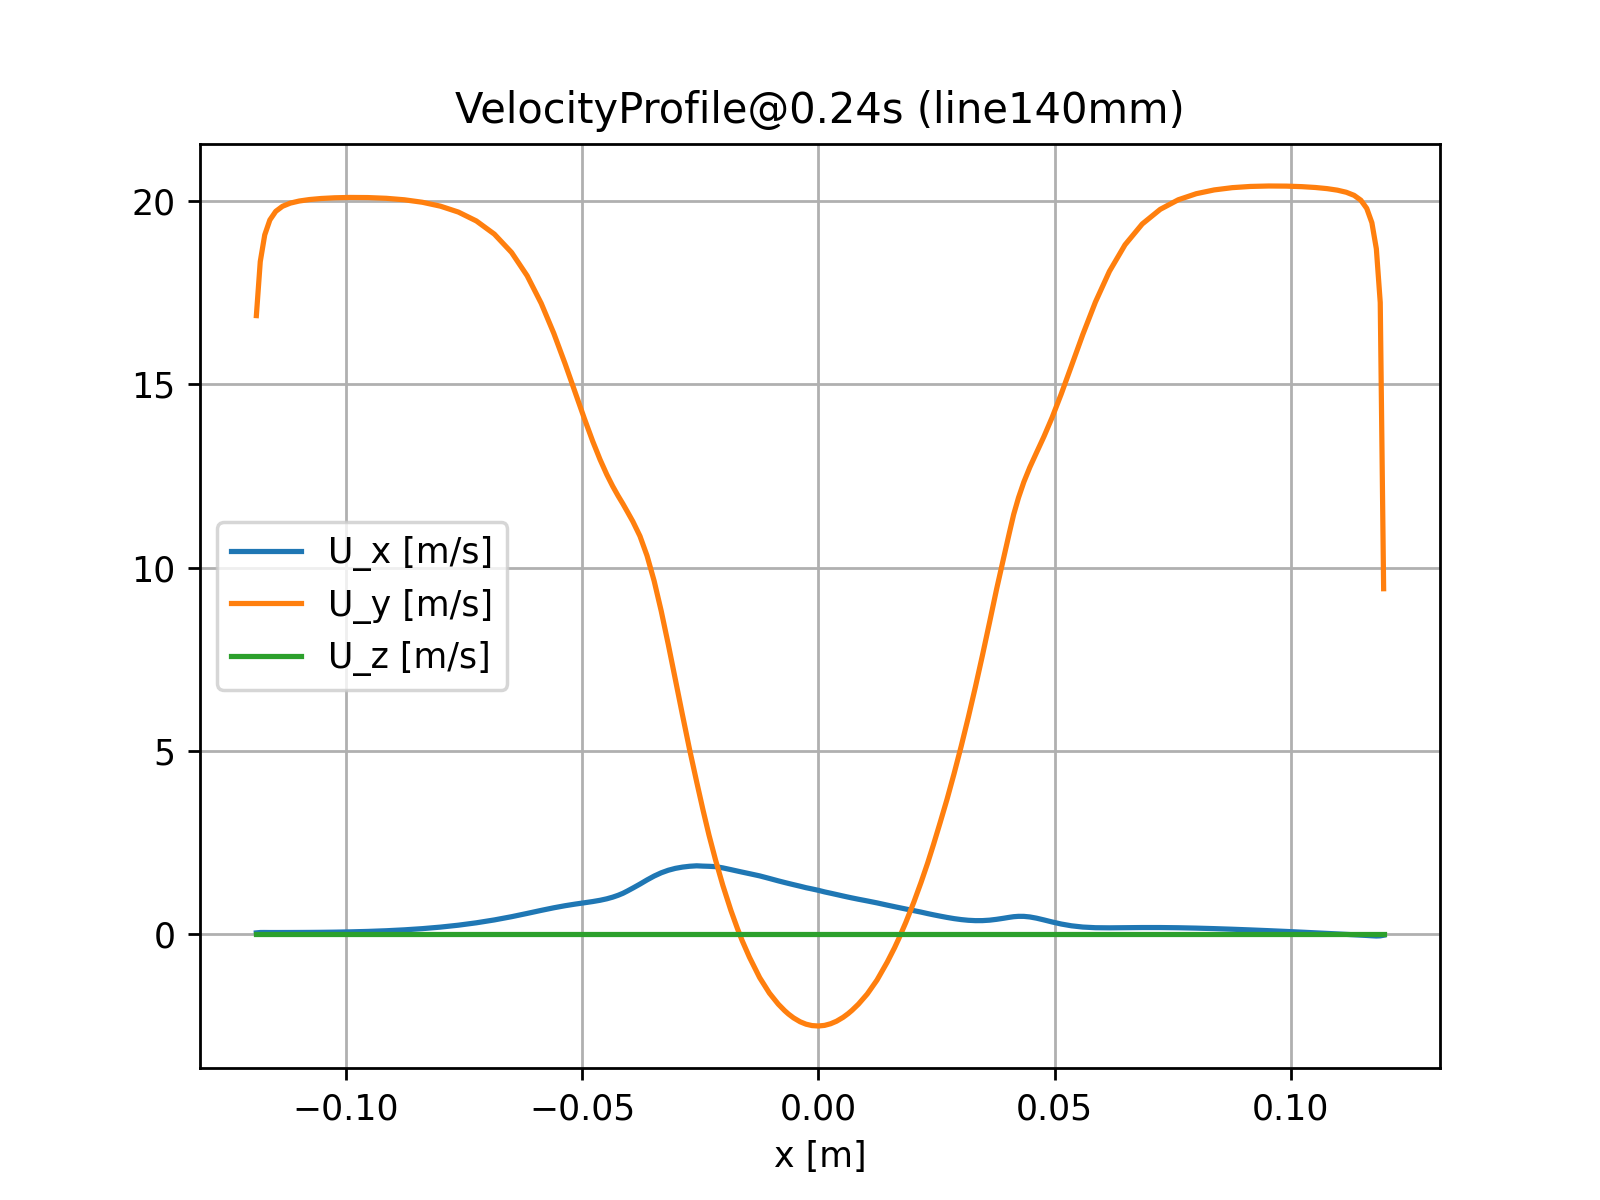 VelocityProfile@0.24s (line140mm)
20
15
10
5
0
U_x [m/s]
U_y [m/s]
U_z [m/s]
−0.10
−0.05
0.00
0.05
0.10
x [m]